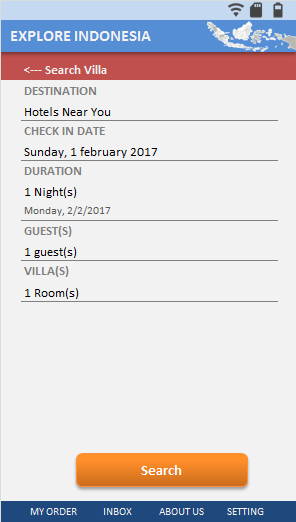 EXPLORE INDONESIA
<--- Search Villa
DESTINATION
Hotels Near You
CHECK IN DATE
Sunday, 1 february 2017
DURATION
1 Night(s)
Monday, 2/2/2017
GUEST(S)
1 guest(s)
VILLA(S)
1 Room(s)
Search
MY ORDER INBOX ABOUT US SETTING